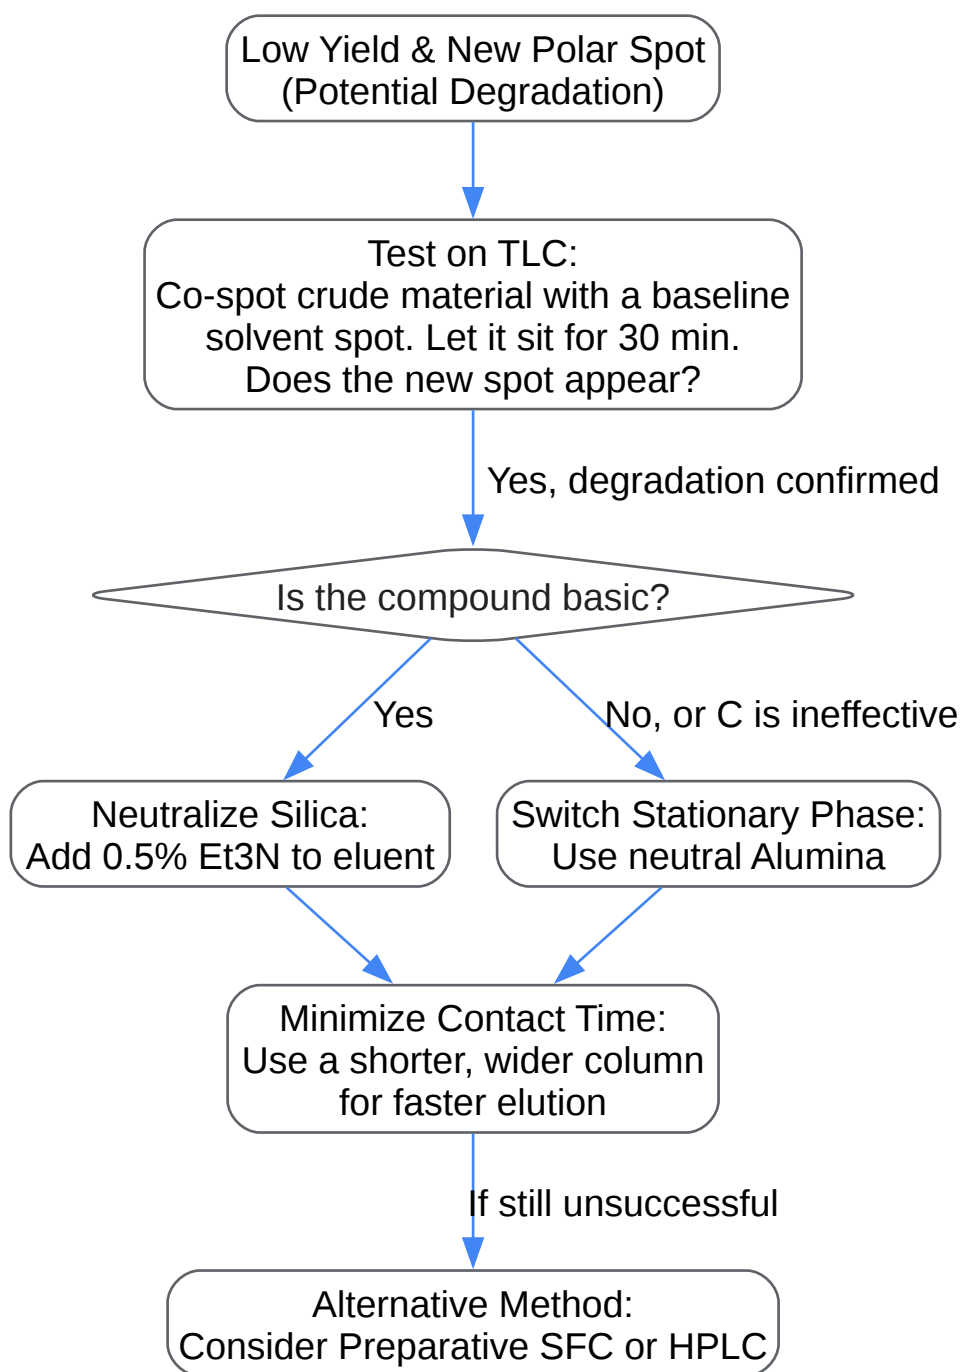 Low Yield & New Polar Spot
(Potential Degradation)
Test on TLC:
Co-spot crude material with a baseline
solvent spot. Let it sit for 30 min.
Does the new spot appear?
Yes, degradation confirmed
Is the compound basic?
Yes
No, or C is ineffective
Neutralize Silica:
Add 0.5% Et3N to eluent
Switch Stationary Phase:
Use neutral Alumina
Minimize Contact Time:
Use a shorter, wider column
for faster elution
If still unsuccessful
Alternative Method:
Consider Preparative SFC or HPLC